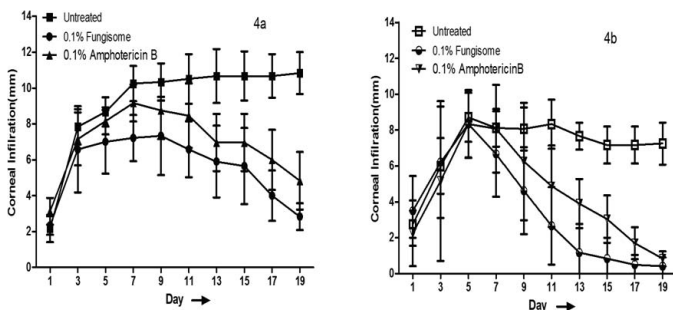 4a
Untreated
0.1% Fungisome
0.1% Amphotericin B
Corneal Infilration(mm)
14
12
10
8
6
4
2
0
1 3 5 7 9 11 13 15 17 19
Day →
4b
Untreated
0.1% Fungisome
0.1% AmphotericinB
Corneal Infilration(mm)
14
12
10
8
6
4
2
0
1 3 5 7 9 11 13 15 17 19
Day →